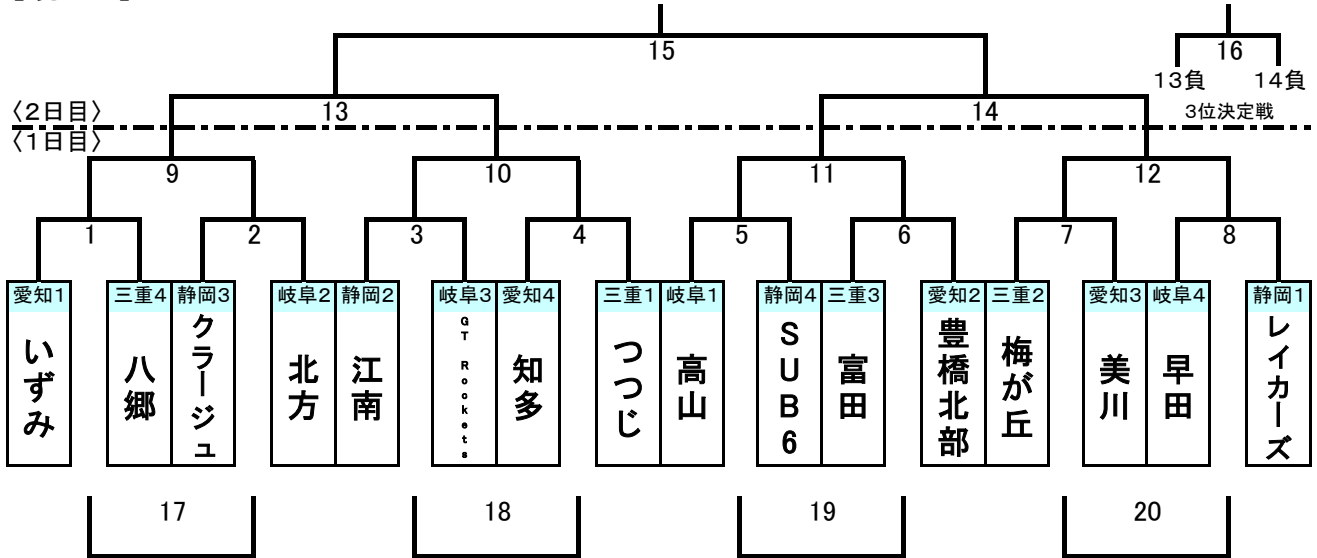 15
16
13負
14負
〈2日目〉
13
14
3位決定戦
〈1日目〉
9
10
11
12
1
2
3
4
5
6
7
8
愛知1
三重4
静岡3
岐阜2
静岡2
岐阜3
愛知4
三重1
岐阜1
静岡4
三重3
愛知2
三重2
愛知3
岐阜4
静岡1
いずみ
八郷
クラージュ
北方
江南
GT Rookets
知多
つつじ
高山
SUB6
富田
豊橋北部
梅が丘
美川
早田
レイカーズ
17
18
19
20